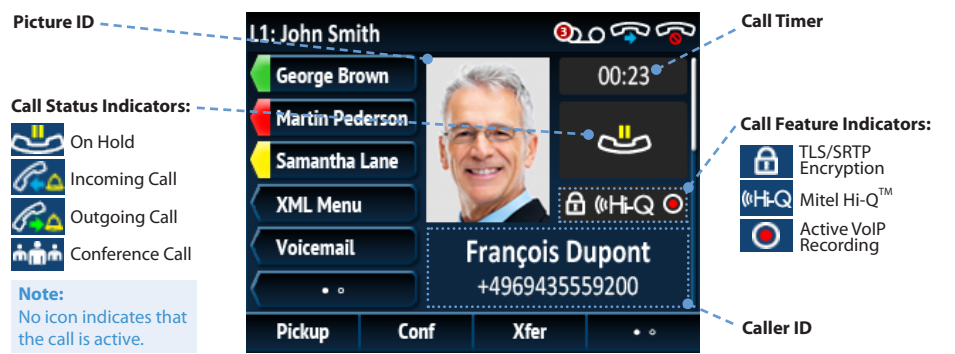 Picture ID
Call Status Indicators:
On Hold
Incoming Call
Outgoing Call
Conference Call
Note:
No icon indicates that
the call is active.
L1: John Smith
3
George Brown
Martin Pederson
Samantha Lane
XML Menu
Voicemail
00:23
Hi-Q
François Dupont
+4969435559200
Pickup Conf Xfer
Call Timer
Call Feature Indicators:
TLS/SRTP
Encryption
Hi-Q Mitel Hi-Q™
Active VoIP
Recording
Caller ID